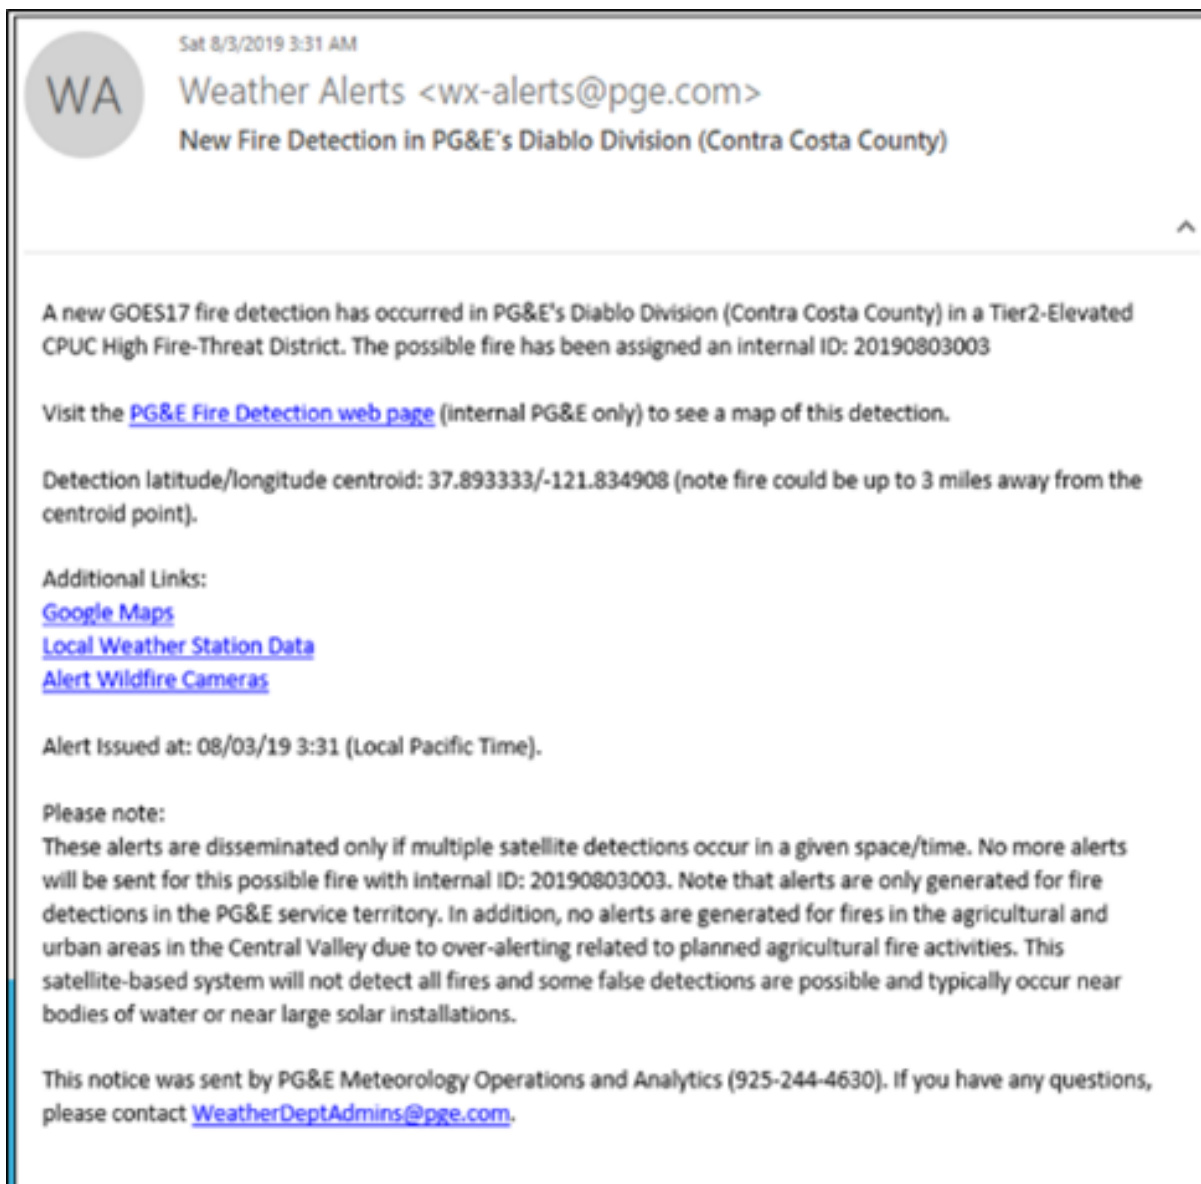 Sat 8/3/2019 3:31 AM
WA
Weather Alerts <wx-alerts@pge.com>
New Fire Detection in PG&E's Diablo Division (Contra Costa County)
A new GOES17 fire detection has occurred in PG&E's Diablo Division (Contra Costa County) in a Tier2-Elevated
CPUC High Fire-Threat District. The possible fire has been assigned an internal ID: 20190803003
Visit the PG&E Fire Detection web page (internal PG&E only) to see a map of this detection.
Detection latitude/longitude centroid: 37.893333/-121.834908 (note fire could be up to 3 miles away from the
centroid point).
Additional Links:
Google Maps
Local Weather Station Data
Alert Wildfire Cameras
Alert Issued at: 08/03/19 3:31 (Local Pacific Time).
Please note:
These alerts are disseminated only if multiple satellite detections occur in a given space/time. No more alerts
will be sent for this possible fire with internal ID: 20190803003. Note that alerts are only generated for fire
detections in the PG&E service territory. In addition, no alerts are generated for fires in the agricultural and
urban areas in the Central Valley due to over-alerting related to planned agricultural fire activities. This
satellite-based system will not detect all fires and some false detections are possible and typically occur near
bodies of water or near large solar installations.
This notice was sent by PG&E Meteorology Operations and Analytics (925-244-4630). If you have any questions,
please contact WeatherDeptAdmins@pge.com.